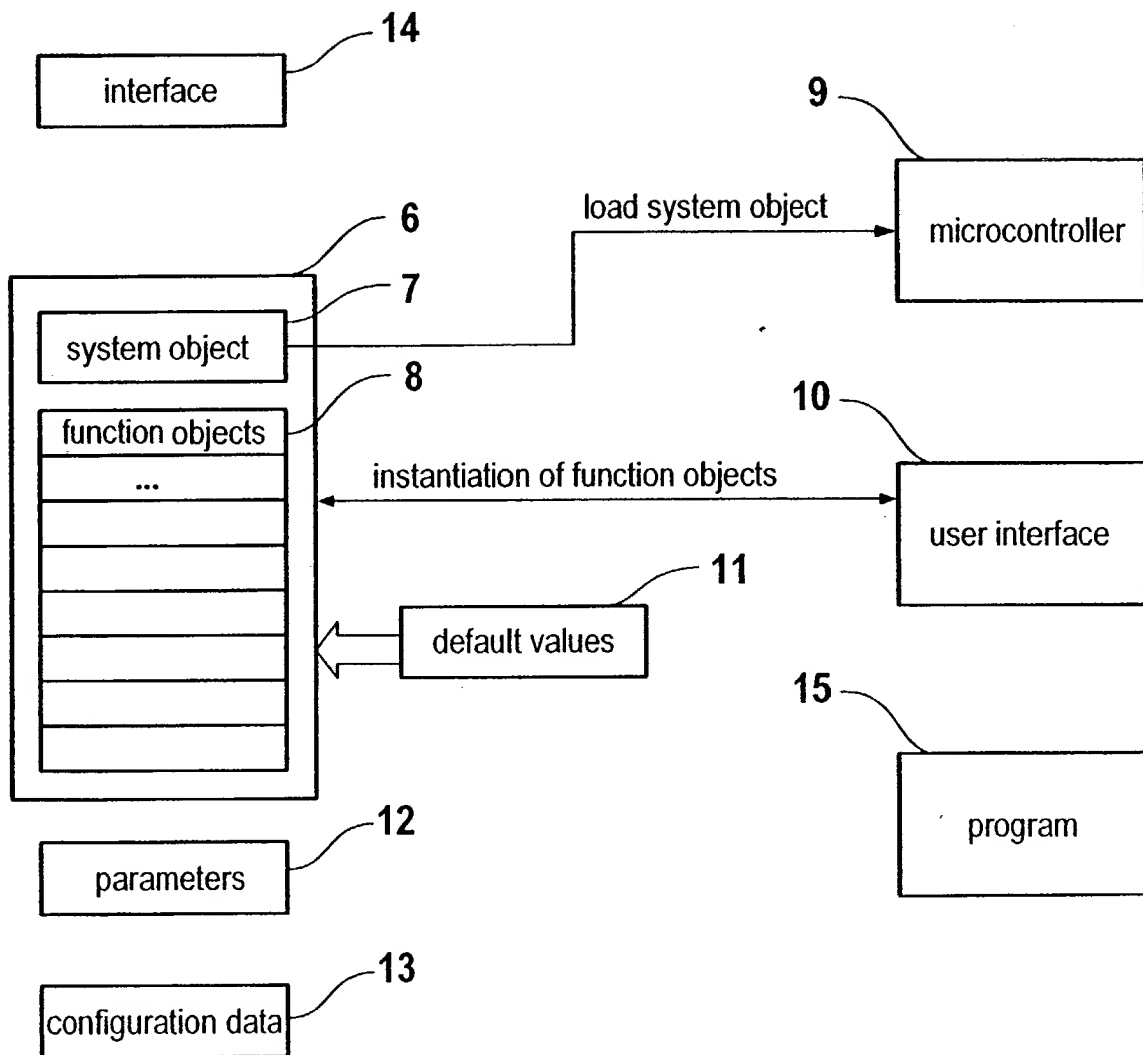 14
interface
9
microcontroller
load system object
6
7
system object
8
function objects
...
10
user interface
instantiation of function objects
11
default values
15
program
12
parameters
13
configuration data